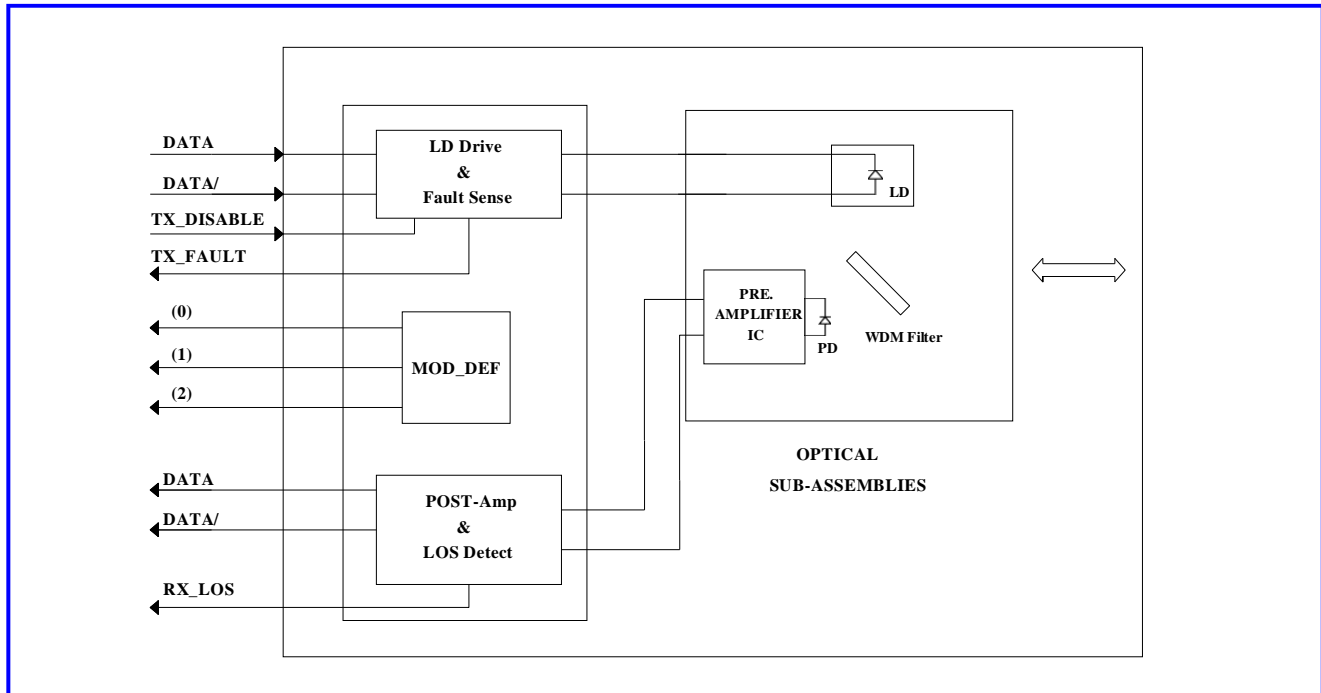 DATA
DATA/
TX_DISABLE
TX_FAULT
(0)
(1)
(2)
DATA
DATA/
RX_LOS
LD Drive
&
Fault Sense
MOD_DEF
POST-Amp
&
LOS Detect
LD
PRE.
AMPLIFIER
IC
PD
WDM Filter
OPTICAL
SUB-ASSEMBLIES